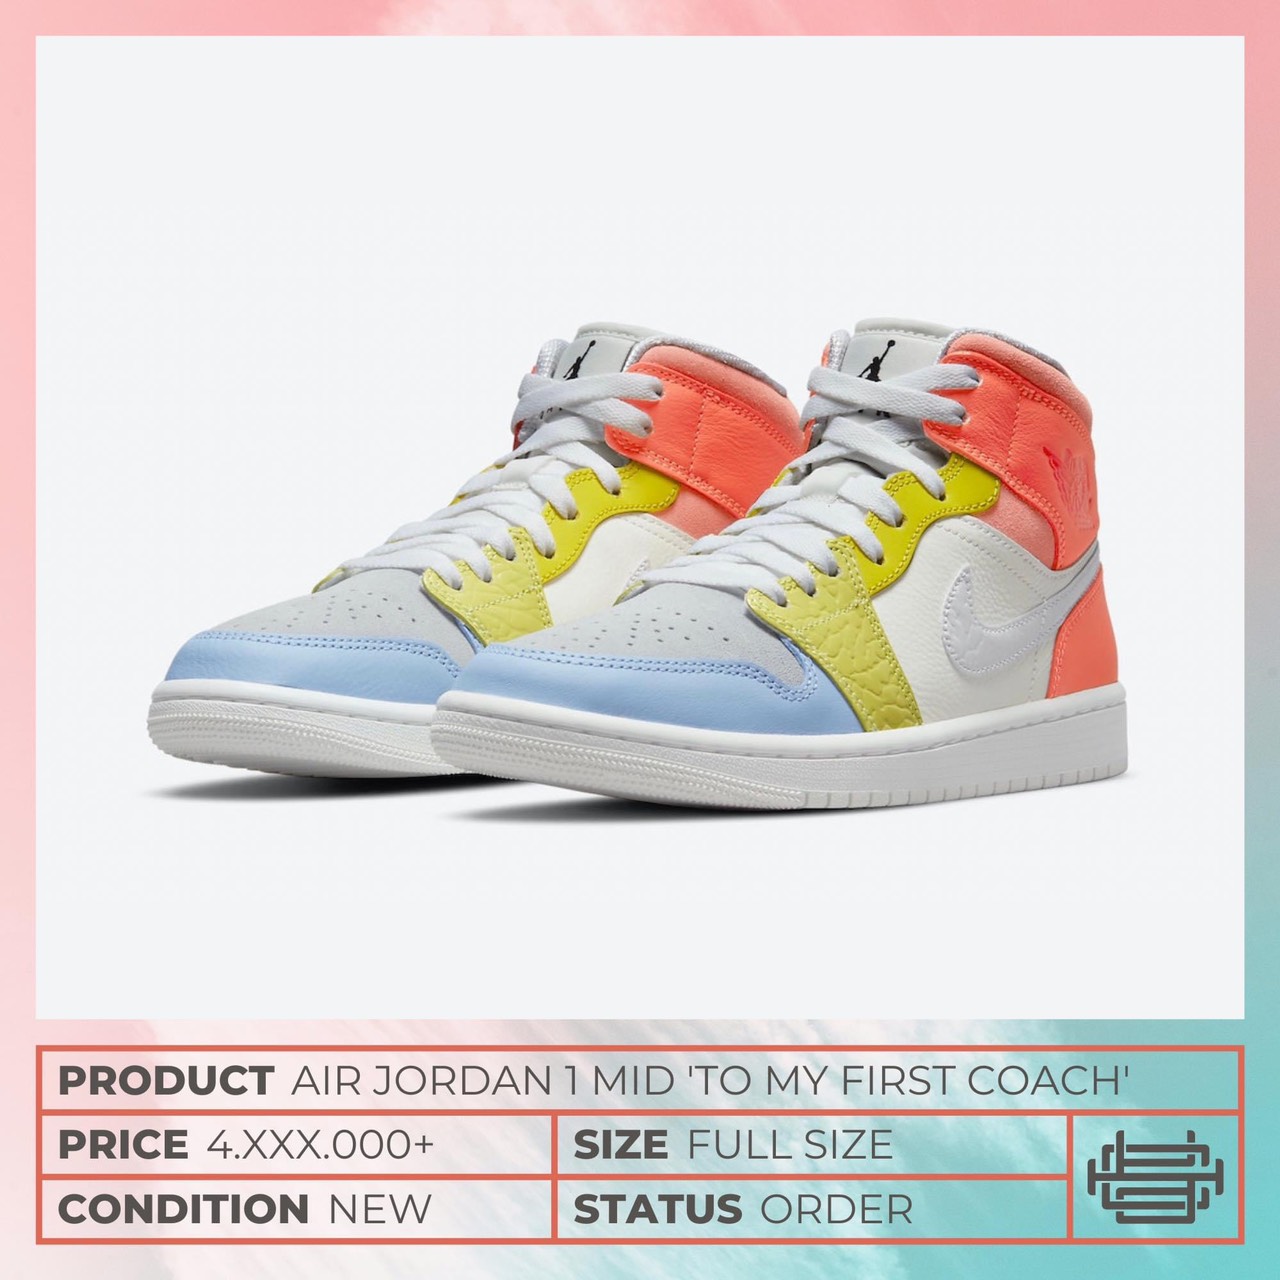 PRODUCT AIR JORDAN 1 MID 'TO MY FIRST COACH'
PRICE 4.XXX.000+
SIZE FULL SIZE
CONDITION NEW
STATUS ORDER